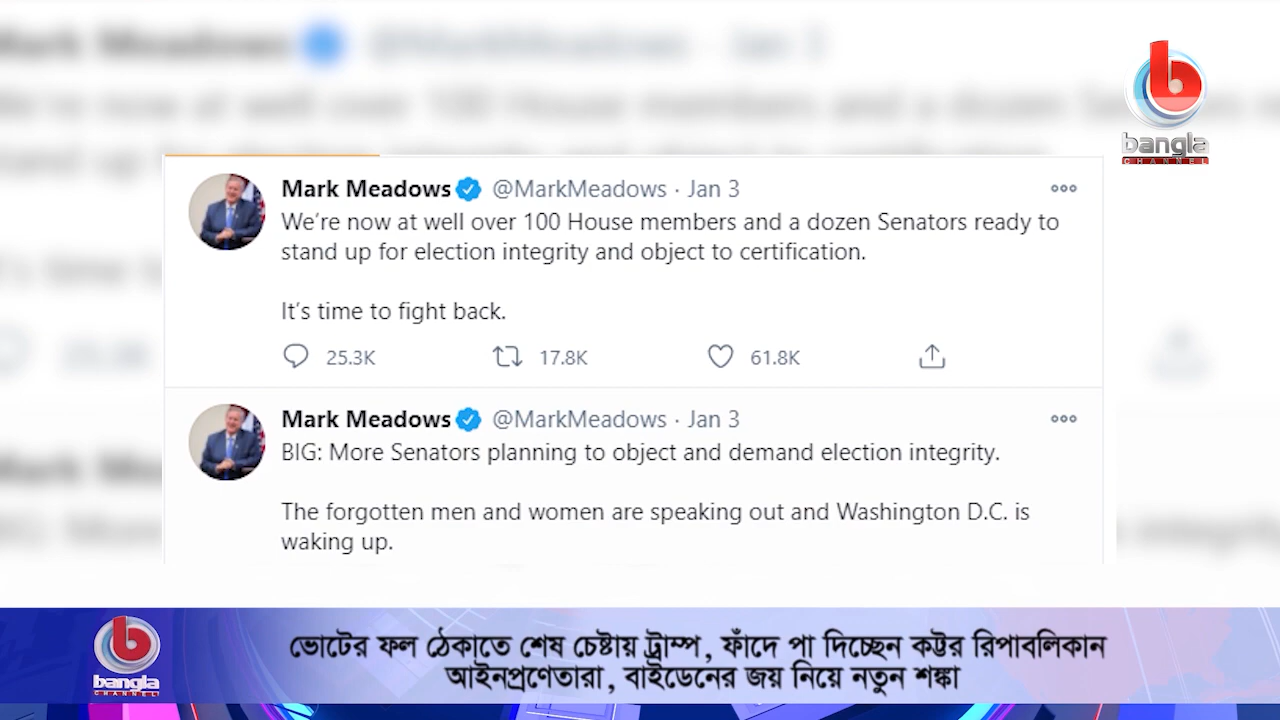 bangla
CHANNEL
Mark Meadows @MarkMeadows · Jan 3
We're now at well over 100 House members and a dozen Senators ready to
stand up for election integrity and object to certification.
It's time to fight back.
25.3K 17.8K 61.8K
Mark Meadows @MarkMeadows · Jan 3
BIG: More Senators planning to object and demand election integrity.
The forgotten men and women are speaking out and Washington D.C. is
waking up.
ভোটের ফল ঠেকাতে শেষ চেষ্টায় ট্রাম্প, ফাঁদে পা দিচ্ছেন কট্টর রিপাবলিকান
আইনপ্রণেতারা, বাইডেনের জয় নিয়ে নতুন শঙ্কা
bangla
CHANNEL